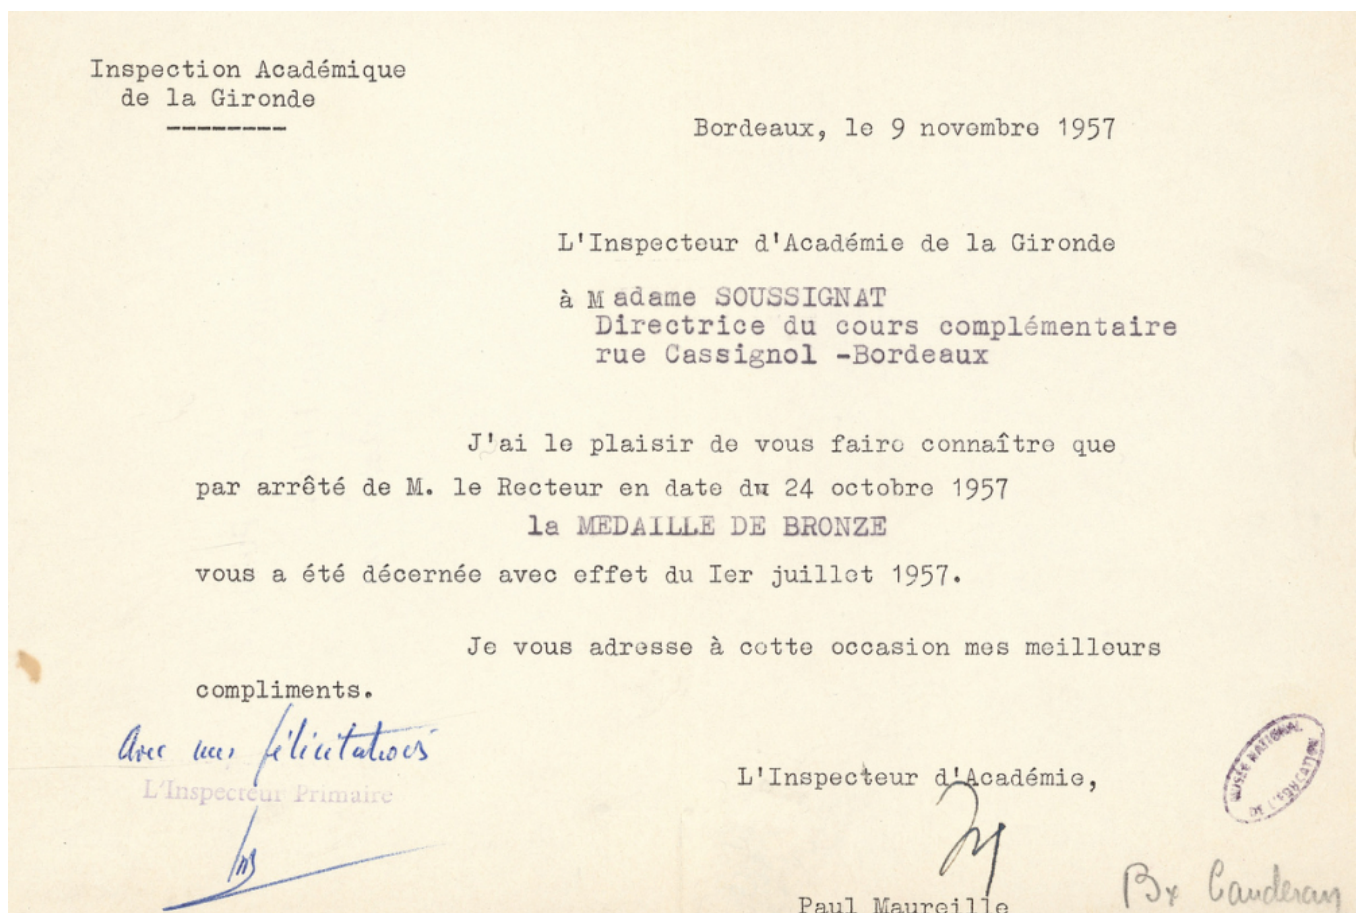 Inspection Académique
de la Gironde
--------
Bordeaux, le 9 novembre 1957
L'Inspecteur d'Académie de la Gironde
à Madame SOUSSIGNAT
Directrice du cours complémentaire
rue Cassignol -Bordeaux
J'ai le plaisir de vous faire connaître que
par arrêté de M. le Recteur en date du 24 octobre 1957
la MEDAILLE DE BRONZE
vous a été décernée avec effet du Ier juillet 1957.
Je vous adresse à cette occasion mes meilleurs
compliments.
Avec mes félicitations
L'Inspecteur Primaire
L'Inspecteur d'Académie,
MUSÉE NATIONAL
Paul Maureille
Bx Cauderan